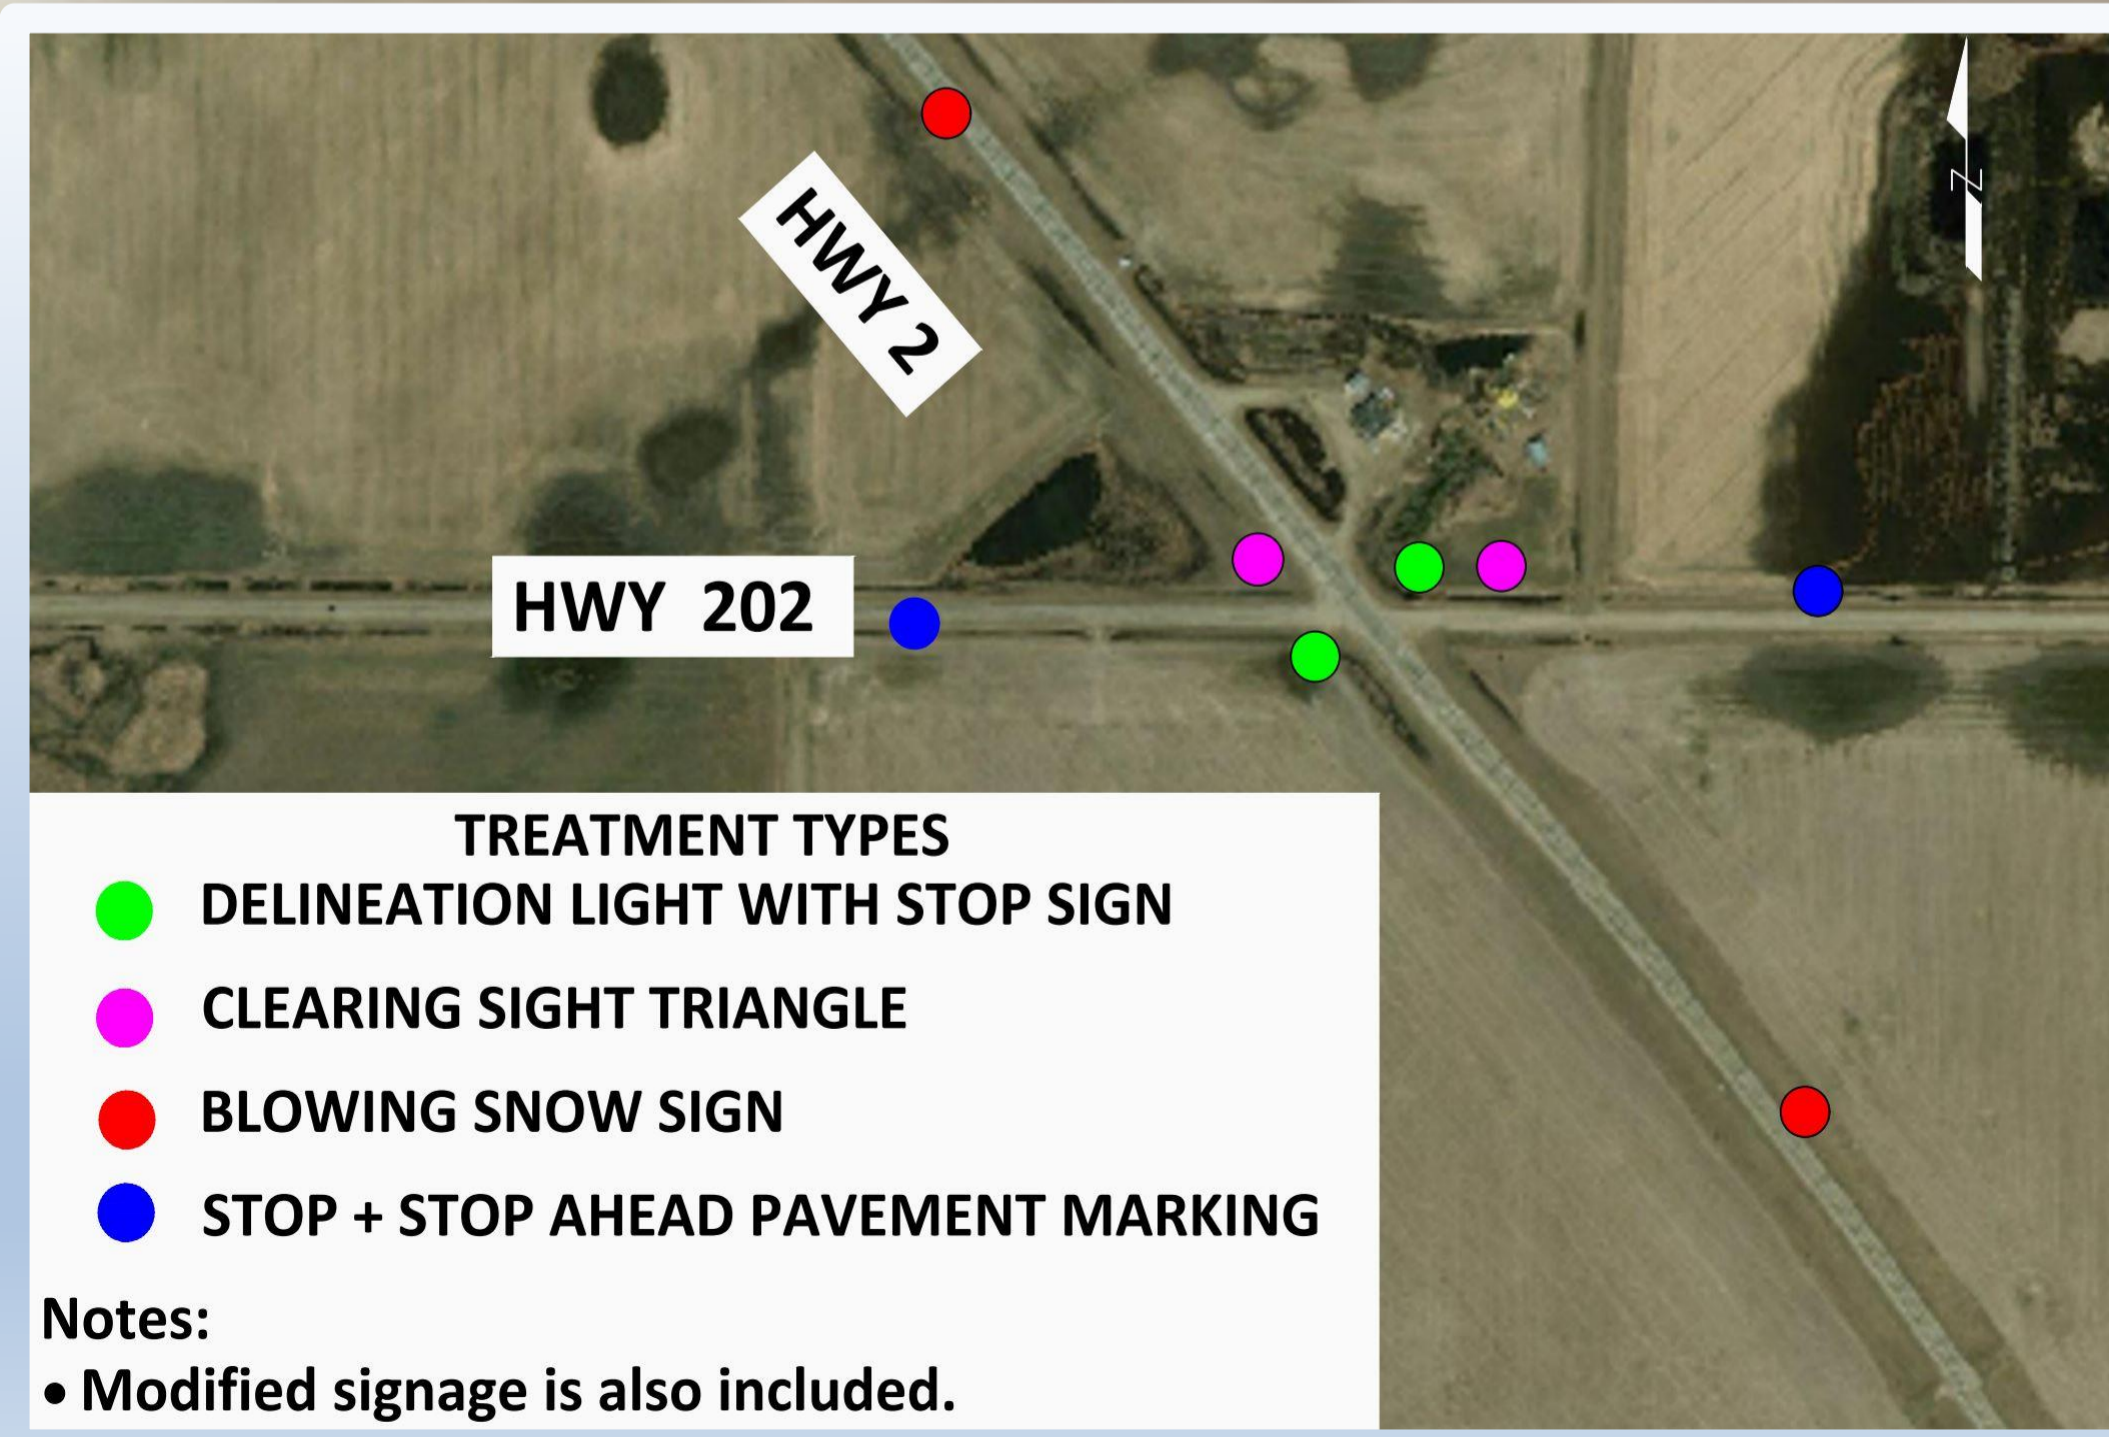 HWY 2
N
HWY 202
TREATMENT TYPES
DELINEATION LIGHT WITH STOP SIGN
CLEARING SIGHT TRIANGLE
BLOWING SNOW SIGN
STOP + STOP AHEAD PAVEMENT MARKING
Notes:
• Modified signage is also included.